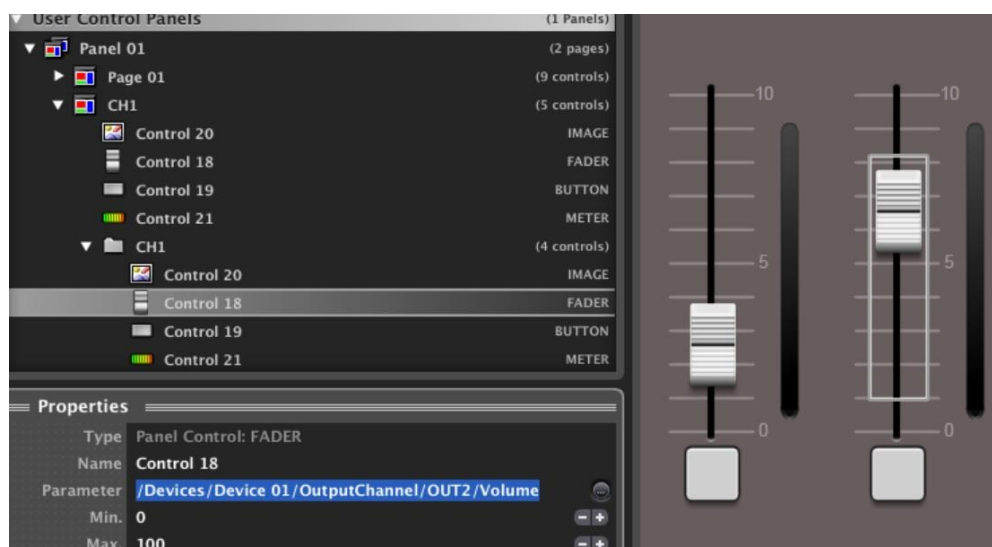 User Control Panels (1 Panels)
Panel 01 (2 pages)
Page 01 (9 controls)
CH1 (5 controls)
Control 20 IMAGE
Control 18 FADER
Control 19 BUTTON
Control 21 METER
CH1 (4 controls)
Control 20 IMAGE
Control 18 FADER
Control 19 BUTTON
Control 21 METER
Properties
Type Panel Control: FADER
Name Control 18
Parameter /Devices/Device 01/OutputChannel/OUT2/Volume
Min. 0
Max. 100
10 10
5 5
0 0